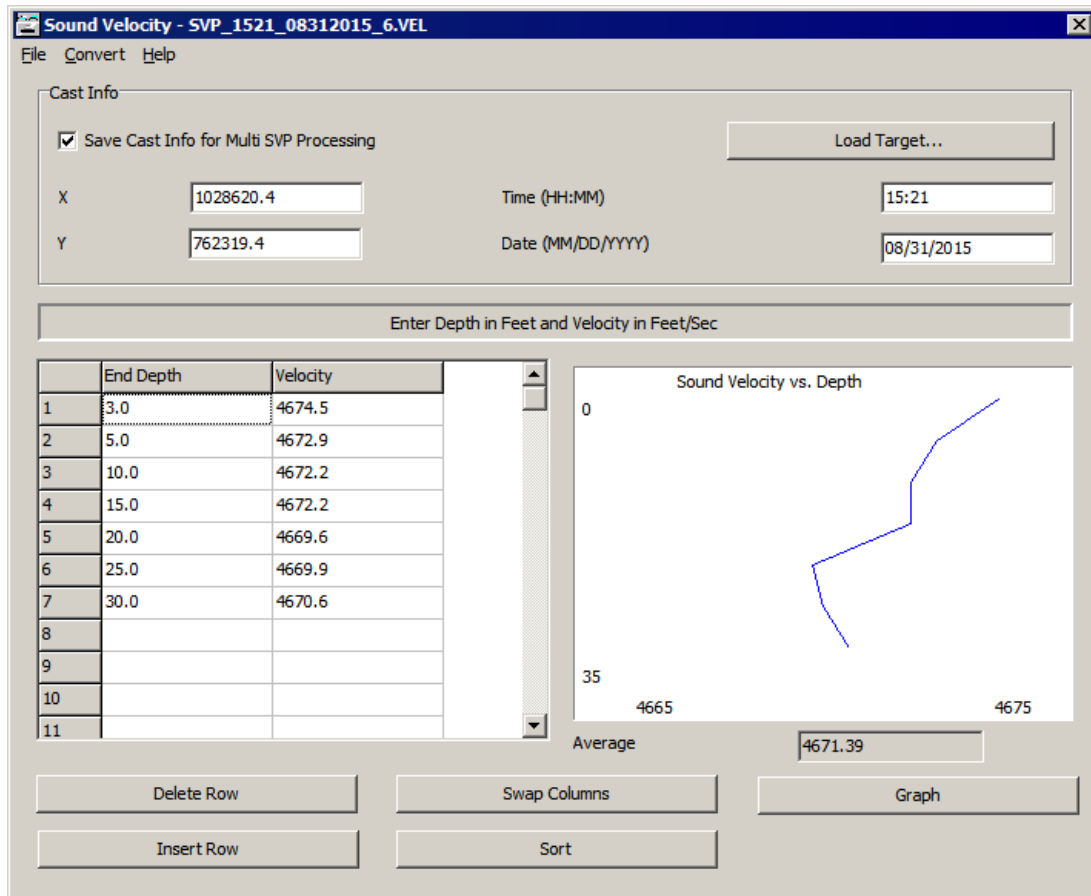 Sound Velocity - SVP_1521_08312015_6.VEL
File Convert Help
Cast Info
Save Cast Info for Multi SVP Processing
Load Target...
X 1028620.4 Time (HH:MM) 15:21
Y 762319.4 Date (MM/DD/YYYY) 08/31/2015
Enter Depth in Feet and Velocity in Feet/Sec
End Depth Velocity
1 3.0 4674.5
2 5.0 4672.9
3 10.0 4672.2
4 15.0 4672.2
5 20.0 4669.6
6 25.0 4669.9
7 30.0 4670.6
8
9
10
11
Sound Velocity vs. Depth
0
35
4665 4675
Average 4671.39
Delete Row Swap Columns Graph
Insert Row Sort